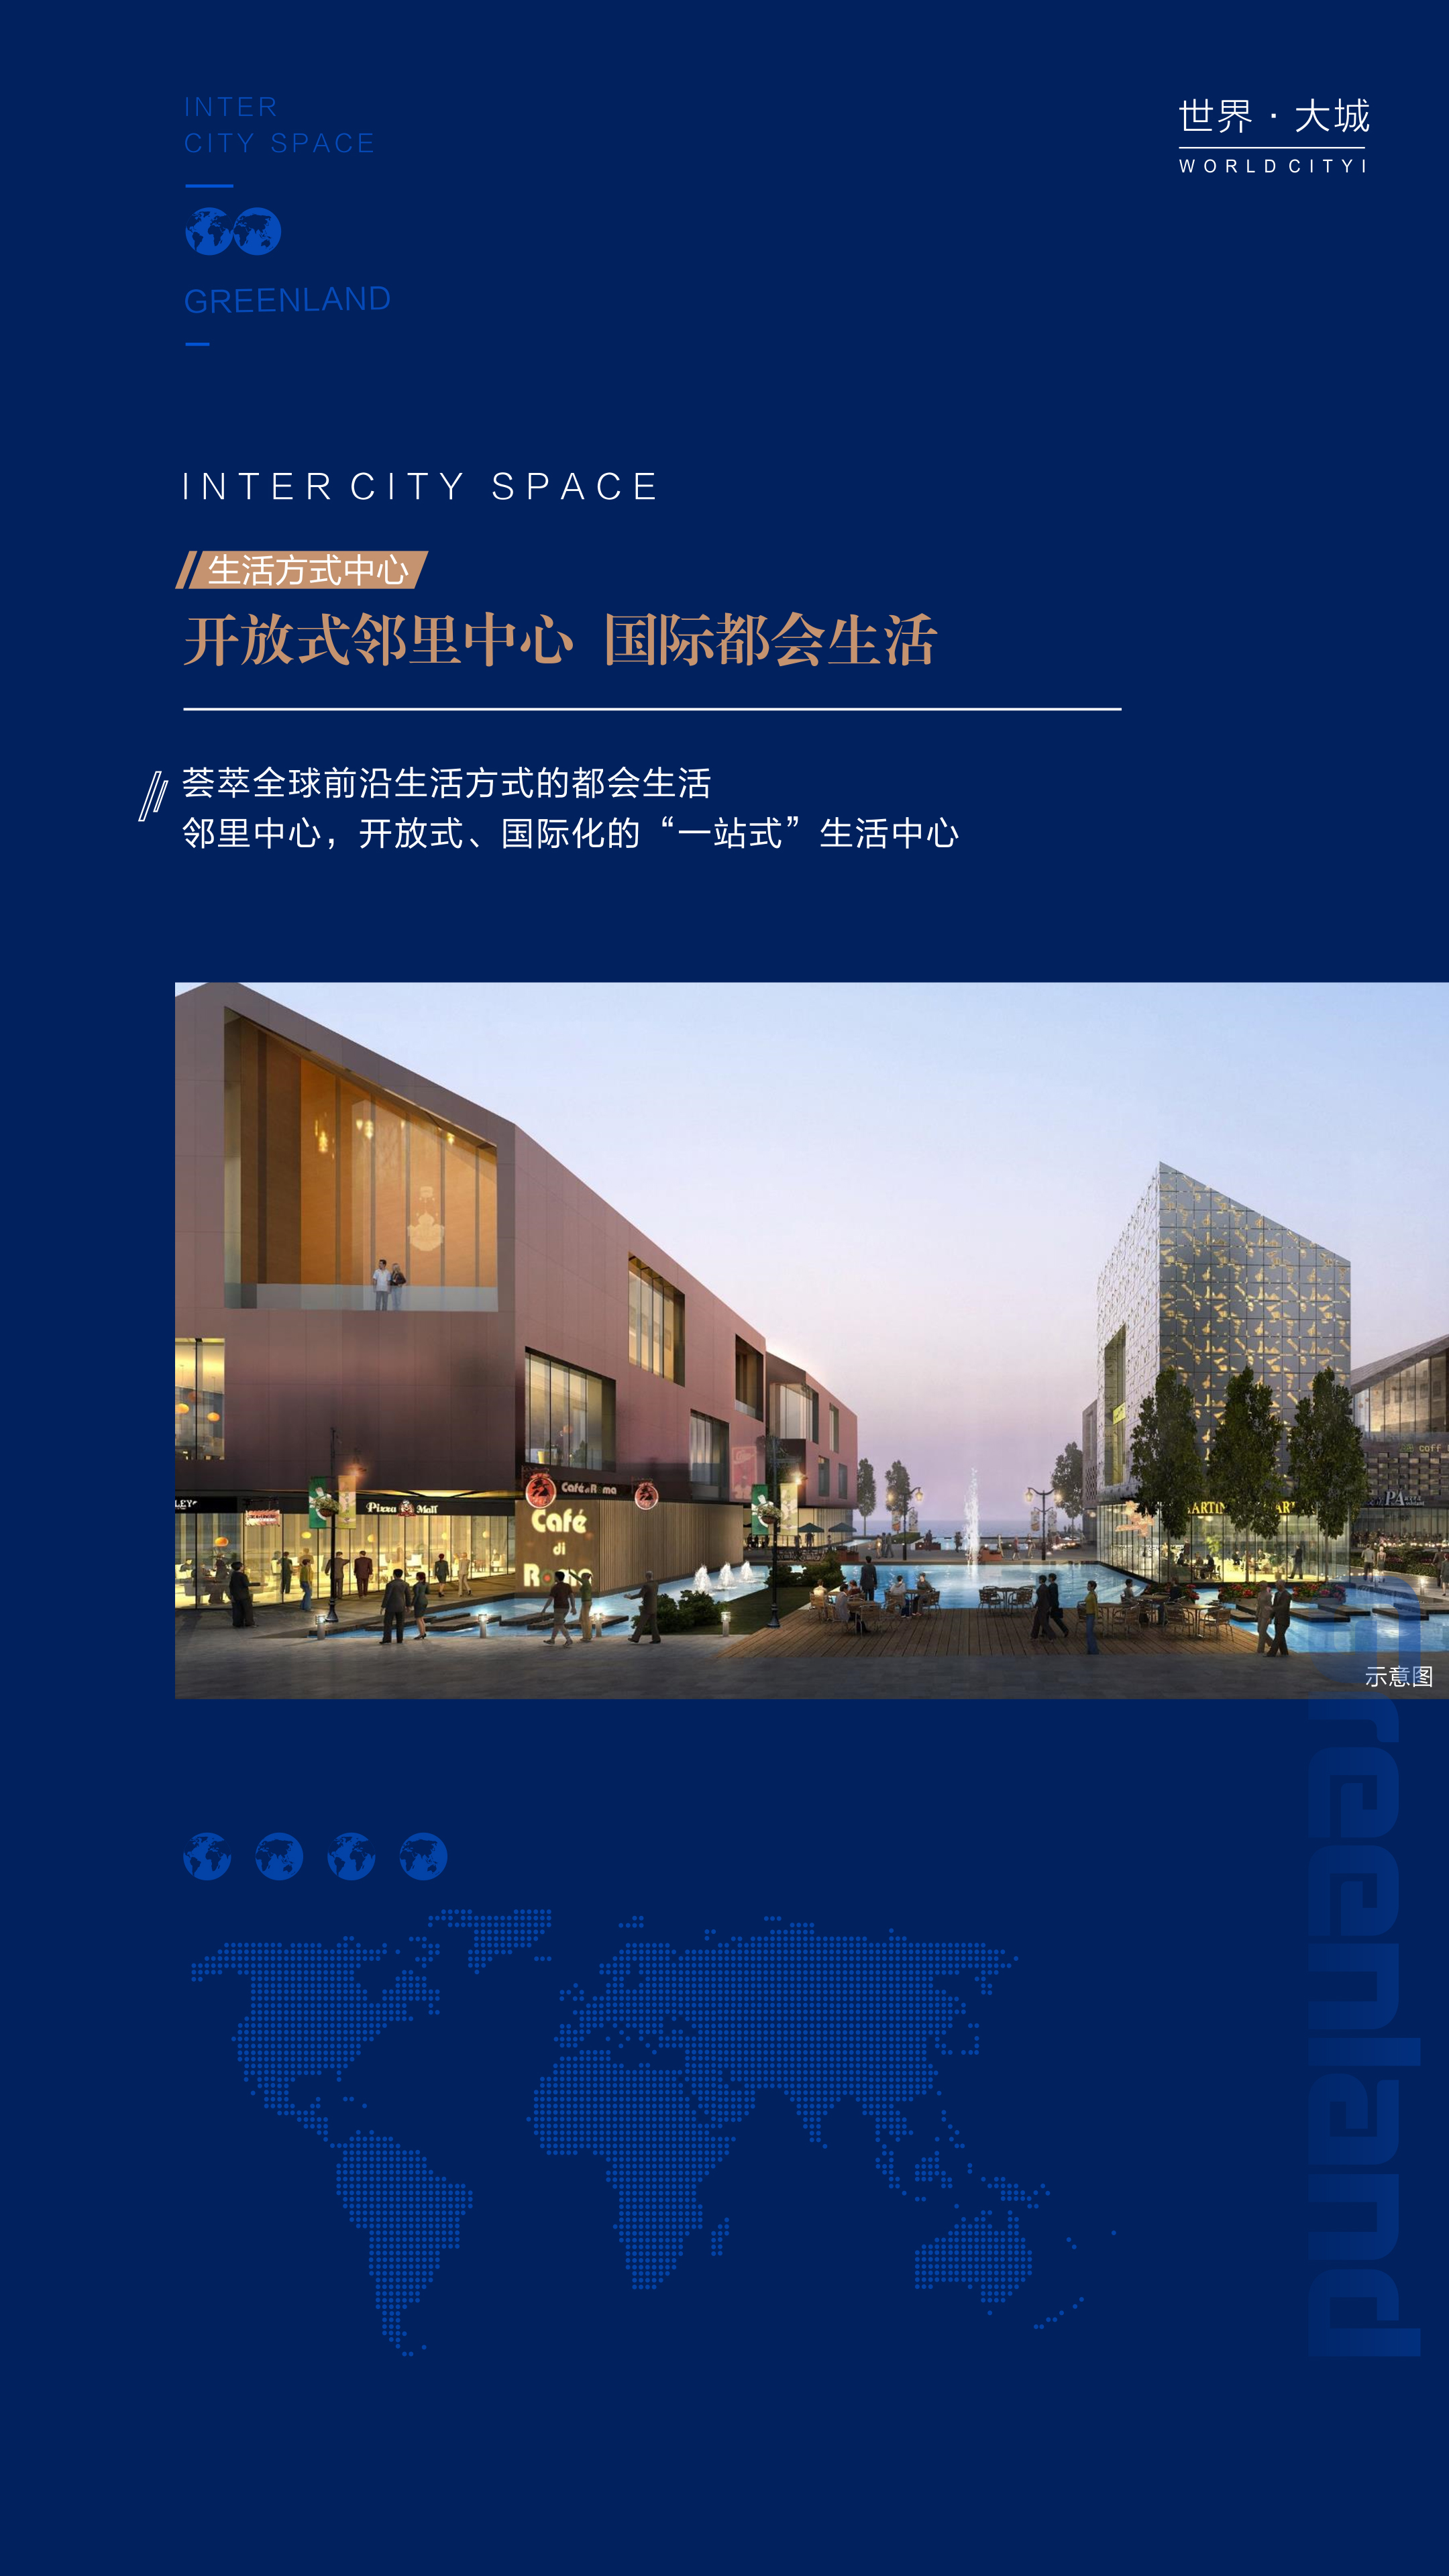 INTER
CITY SPACE
GREENLAND
世界·大城
WORLD CITYI
INTER CITY SPACE
生活方式中心
开放式邻里中心 国际都会生活
荟萃全球前沿生活方式的都会生活
邻里中心，开放式、国际化的“一站式”生活中心
Pizza Mall
Café di Roma
Café
di
Roma
示意图
Greenland